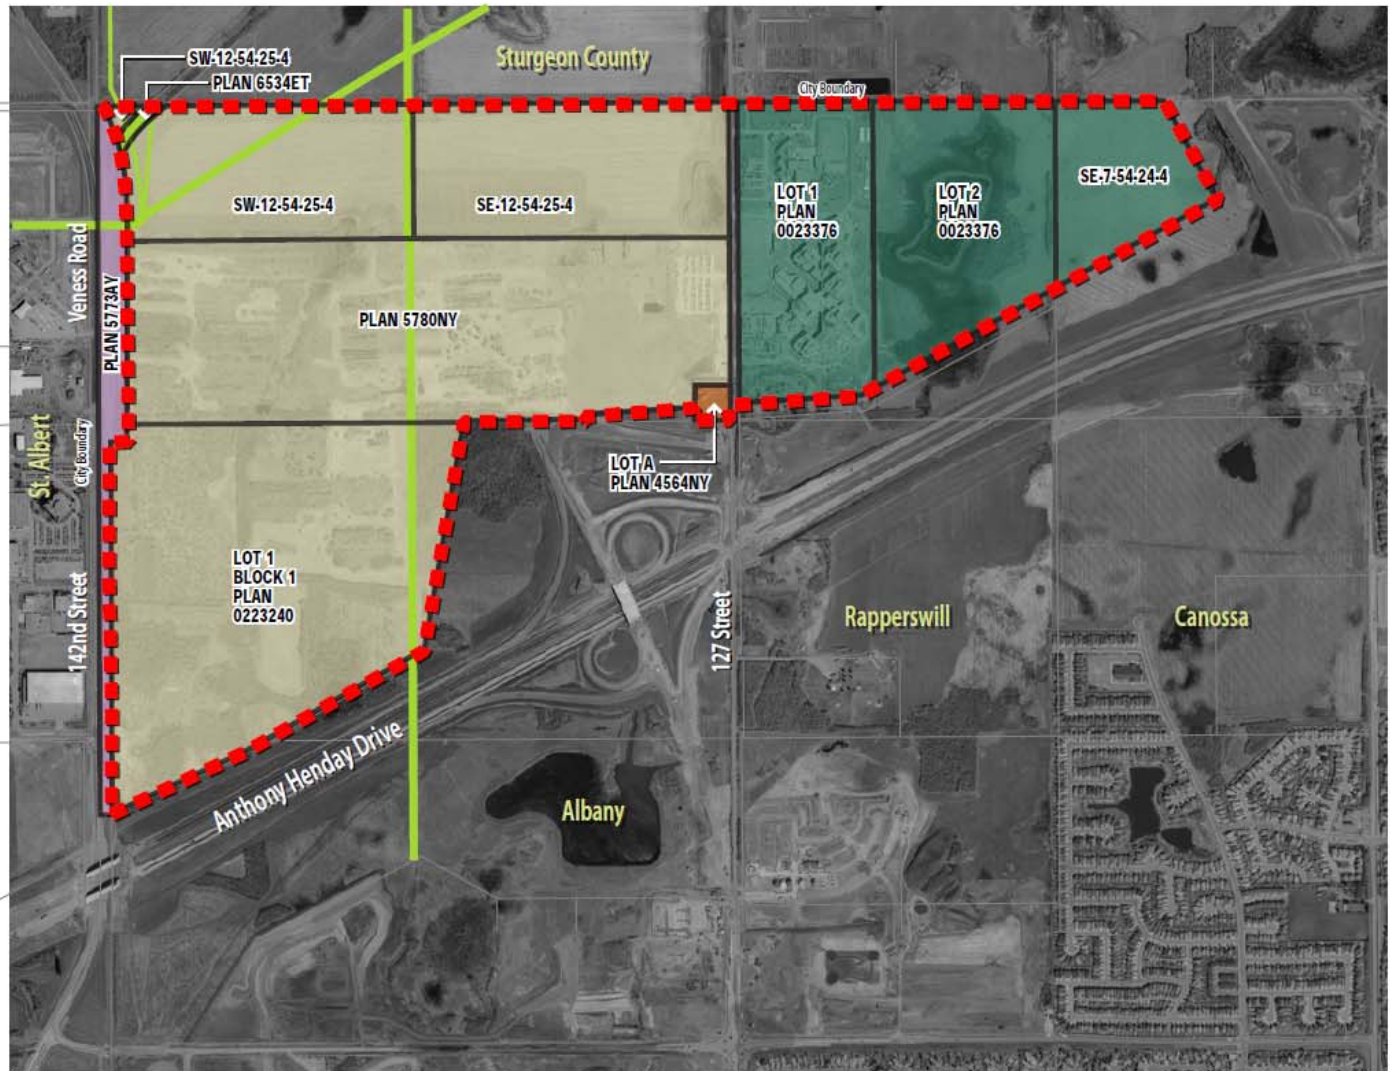 SW-12-54-25-4
PLAN 6534ET
Sturgeon County
City Boundary
SW-12-54-25-4
SE-12-54-25-4
LOT 1
PLAN
0023376
LOT 2
PLAN
0023376
SE-7-54-24-4
Veness Road
PLAN 5773AY
PLAN 5780NY
St. Albert
City Boundary
LOT A
PLAN 4564NY
LOT 1
BLOCK 1
PLAN
0223240
142nd Street
127 Street
Rapperswill
Canossa
Anthony Henday Drive
Albany